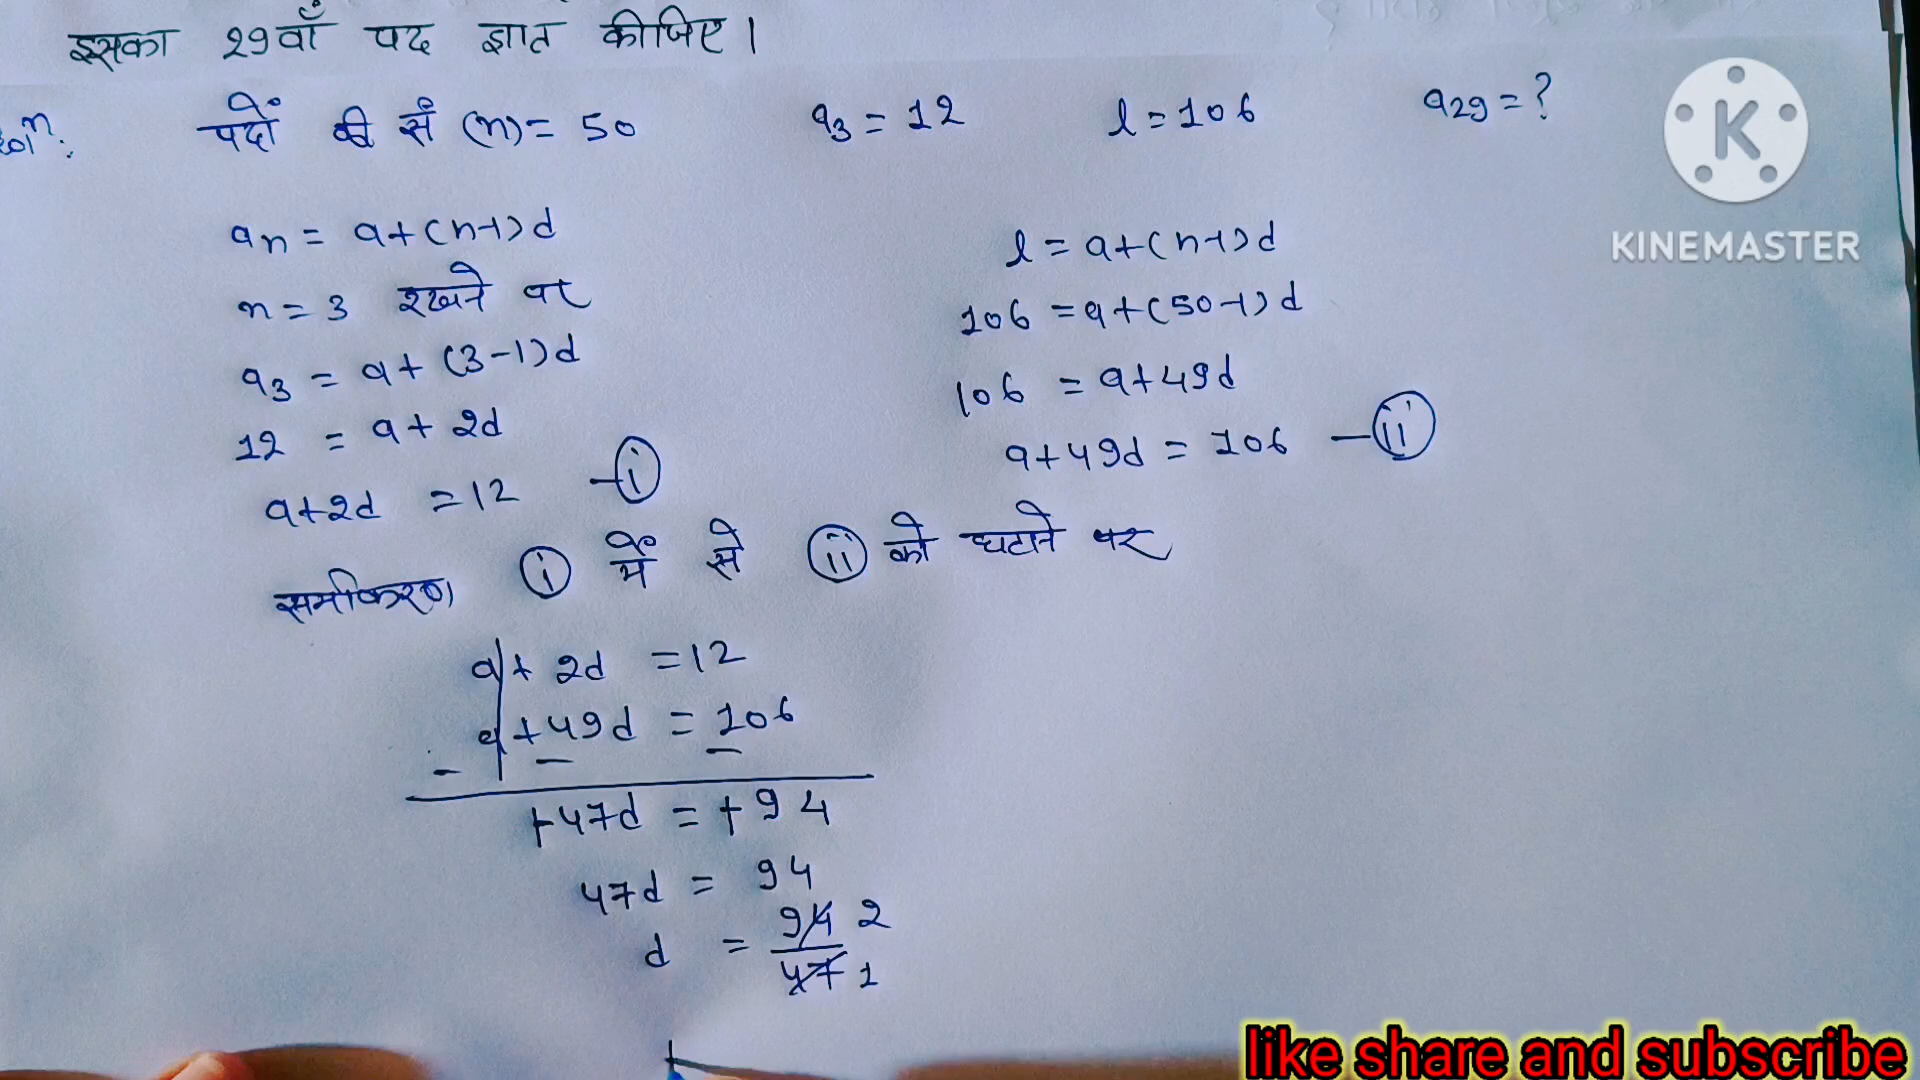 इसका 29वाँ पद ज्ञात कीजिए।
पदों की सं (n) = 50 a3 = 12 l = 106 a29 = ?
an = a+(n-1)d
n = 3 रखने पर
a3 = a+(3-1)d
12 = a+2d
a+2d = 12 —(i)
l = a+(n-1)d
106 = a+(50-1)d
106 = a+49d
a+49d = 106 —(ii)
समीकरण (i) में से (ii) को घटाने पर
a + 2d = 12
a + 49d = 106
- - -
+47d = +94
47d = 94
d = 94/47 2 1
K
KINEMASTER
like share and subscribe